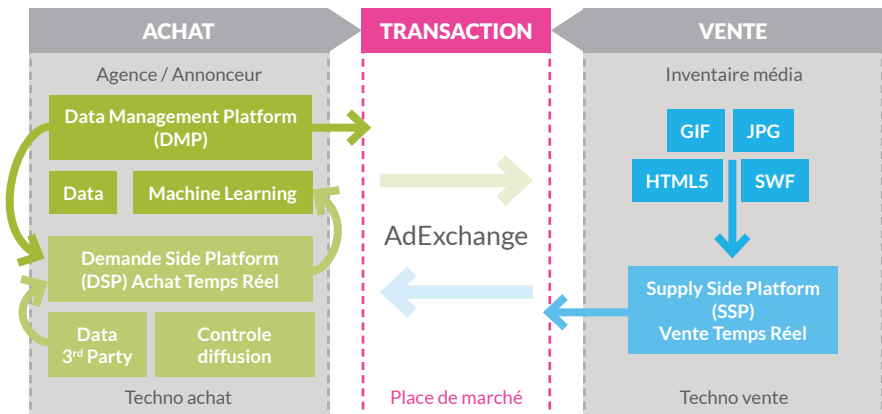 ACHAT
TRANSACTION
VENTE
Agence / Annonceur
Inventaire média
Data Management Platform
(DMP)
GIF
JPG
Data
Machine Learning
HTML5
SWF
AdExchange
Demande Side Platform
(DSP) Achat Temps Réel
Supply Side Platform
(SSP)
Vente Temps Réel
Data
3rd Party
Controle
diffusion
Techno achat
Place de marché
Techno vente